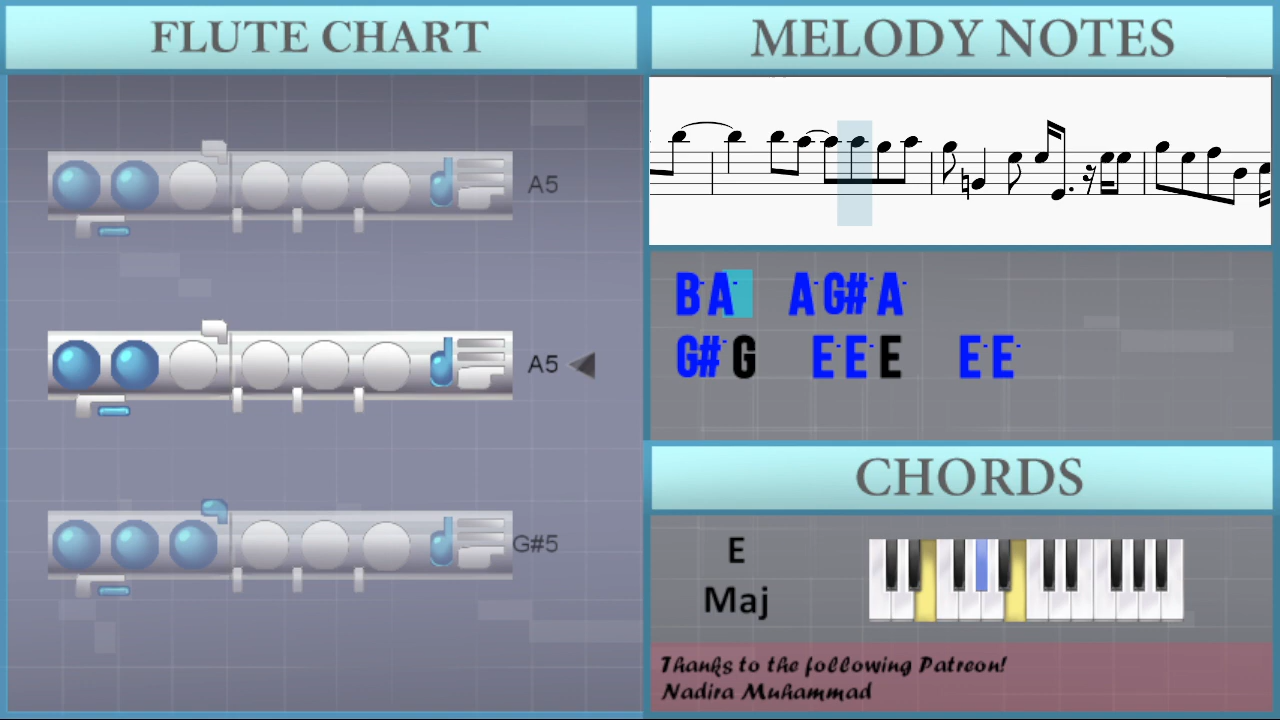 FLUTE CHART
A5
A5
G#5
MELODY NOTES
B- A- A- G#- A-
G#- G E- E- E E- E-
CHORDS
E
Maj
Thanks to the following Patreon!
Nadira Muhammad